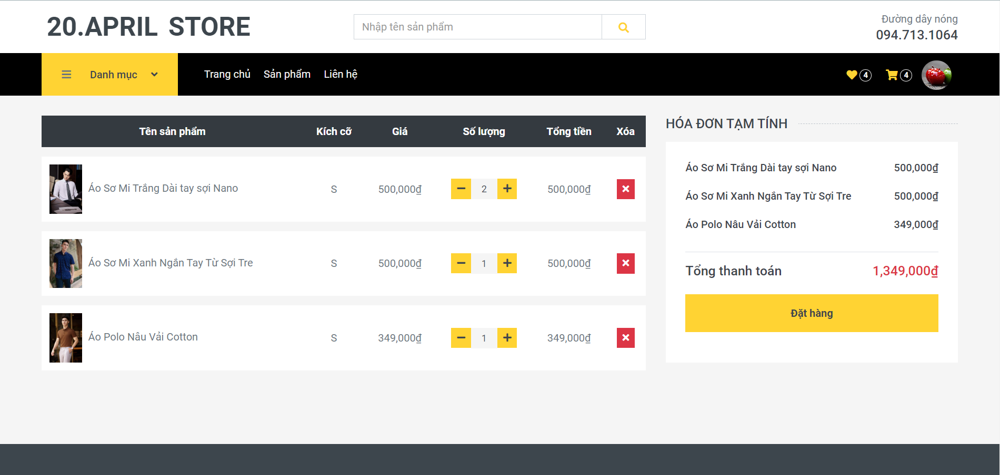 20.APRIL STORE
Nhập tên sản phẩm
Đường dây nóng
094.713.1064
Danh mục
Trang chủ Sản phẩm Liên hệ
4 4
Tên sản phẩm Kích cỡ Giá Số lượng Tổng tiền Xóa
Áo Sơ Mi Trắng Dài tay sợi Nano S 500,000₫ 2 500,000₫
Áo Sơ Mi Xanh Ngắn Tay Từ Sợi Tre S 500,000₫ 1 500,000₫
Áo Polo Nâu Vải Cotton S 349,000₫ 1 349,000₫
HÓA ĐƠN TẠM TÍNH
Áo Sơ Mi Trắng Dài tay sợi Nano 500,000₫
Áo Sơ Mi Xanh Ngắn Tay Từ Sợi Tre 500,000₫
Áo Polo Nâu Vải Cotton 349,000₫
Tổng thanh toán 1,349,000₫
Đặt hàng